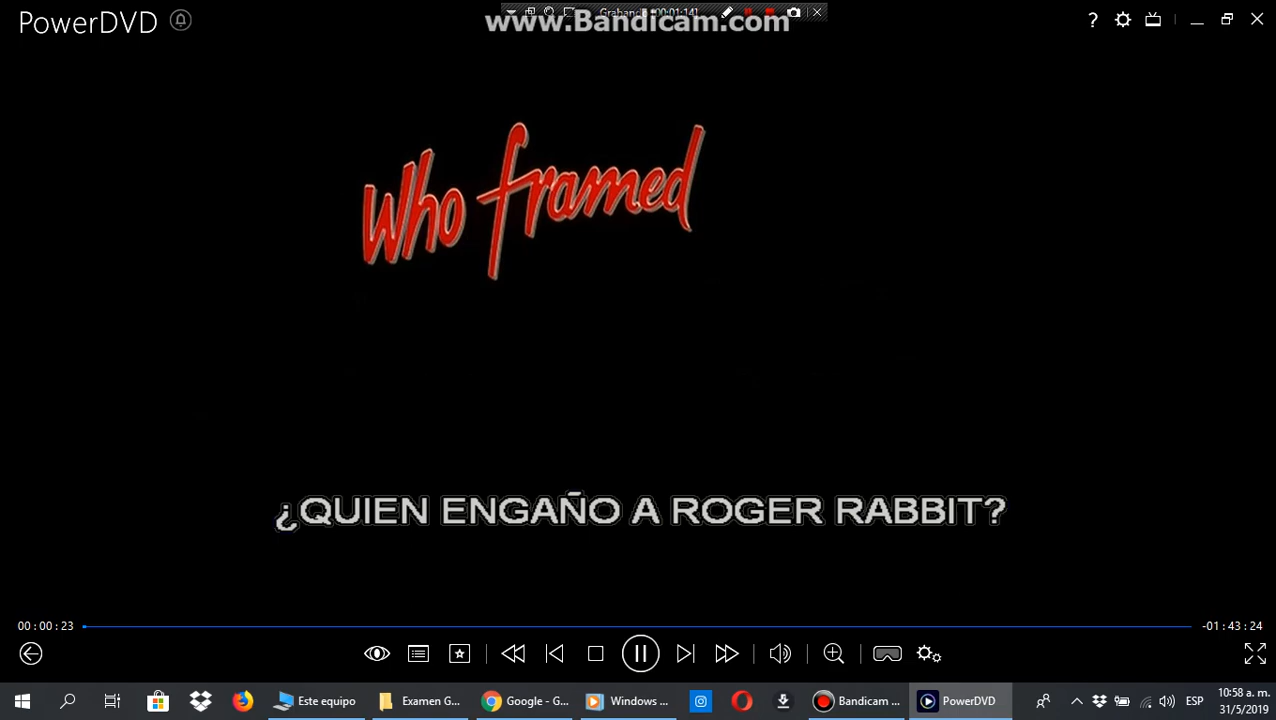 PowerDVD
www.Bandicam.com
Who framed
¿QUIEN ENGAÑO A ROGER RABBIT?
00:00:23
-01:43:24
Este equipo
Examen G...
Google - G...
Windows ...
Bandicam ...
PowerDVD
ESP
10:58 a. m.
31/5/2019